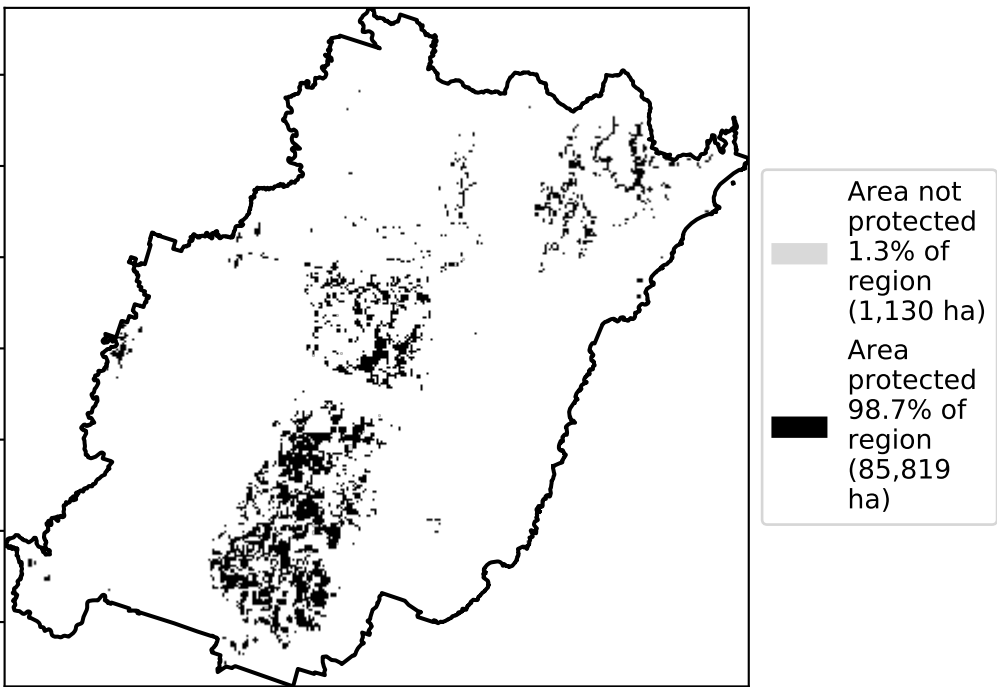 Area not
protected
1.3% of
region
(1,130 ha)
Area
protected
98.7% of
region
(85,819
ha)